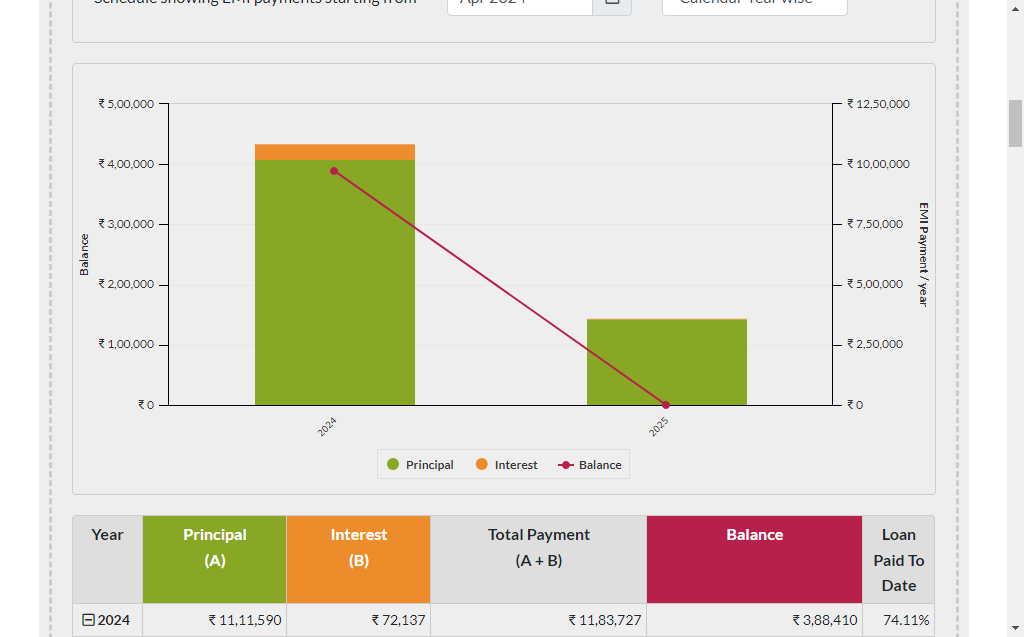 Schedule showing EMI payments starting from Apr 2024 Calendar Year wise
₹ 5,00,000
₹ 4,00,000
₹ 3,00,000
₹ 2,00,000
₹ 1,00,000
₹ 0
Balance
₹ 12,50,000
₹ 10,00,000
₹ 7,50,000
₹ 5,00,000
₹ 2,50,000
₹ 0
EMI Payment / year
2024 2025
Principal Interest Balance
Year Principal (A) Interest (B) Total Payment (A + B) Balance Loan Paid To Date
2024 ₹ 11,11,590 ₹ 72,137 ₹ 11,83,727 ₹ 3,88,410 74.11%